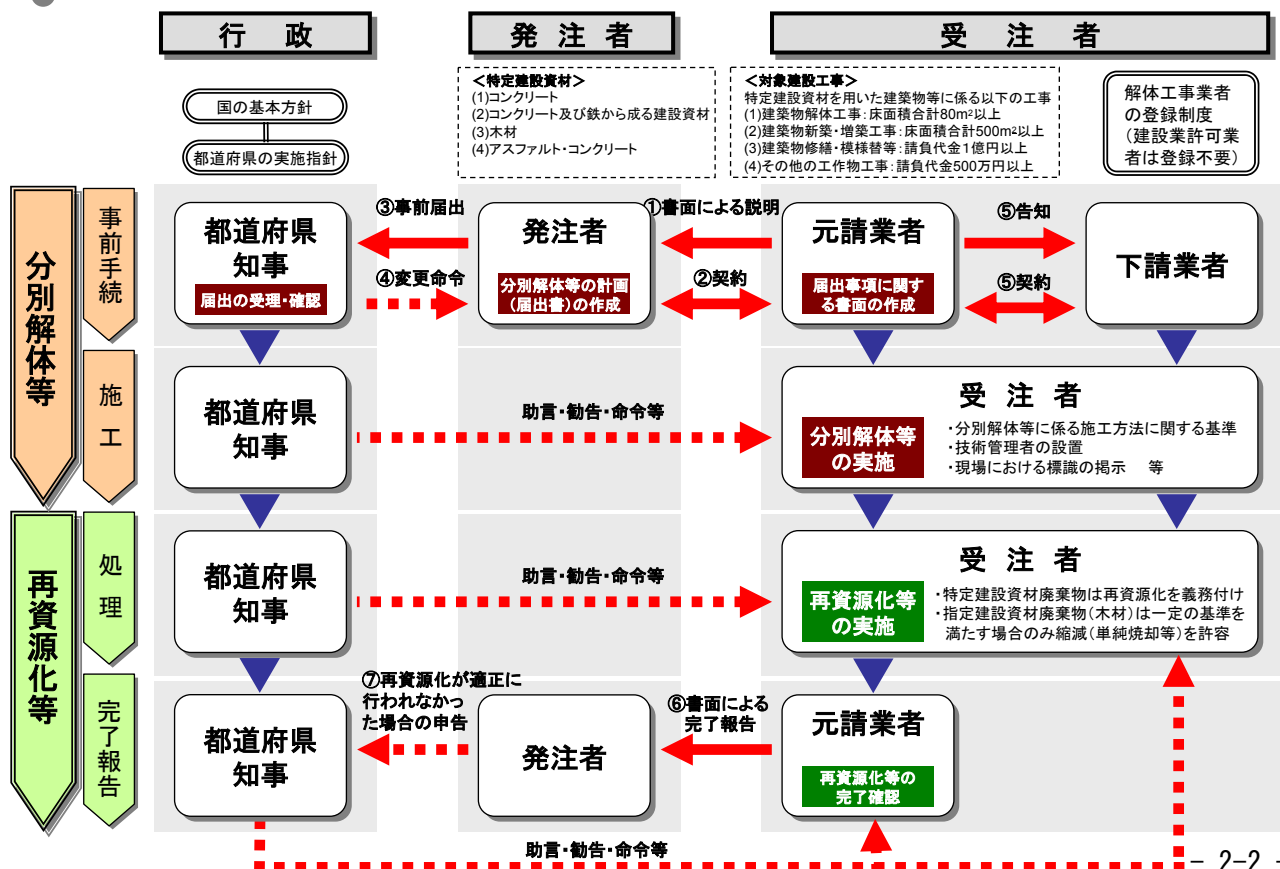 行 政
発 注 者
受 注 者
国の基本方針
都道府県の実施指針
＜特定建設資材＞
(1)コンクリート
(2)コンクリート及び鉄から成る建設資材
(3)木材
(4)アスファルト・コンクリート
＜対象建設工事＞
特定建設資材を用いた建築物等に係る以下の工事
(1)建築物解体工事：床面積合計80m²以上
(2)建築物新築・増築工事：床面積合計500m²以上
(3)建築物修繕・模様替等：請負代金1億円以上
(4)その他の工作物工事：請負代金500万円以上
解体工事業者
の登録制度
（建設業許可業
者は登録不要）
分別解体等
事前手続
都道府県
知事
届出の受理・確認
③事前届出
④変更命令
発注者
分別解体等の計画
（届出書）の作成
①書面による説明
②契約
元請業者
届出事項に関す
る書面の作成
⑤告知
⑤契約
下請業者
施工
都道府県
知事
助言・勧告・命令等
受 注 者
分別解体等
の実施
・分別解体等に係る施工方法に関する基準
・技術管理者の設置
・現場における標識の掲示 等
再資源化等
処理
都道府県
知事
助言・勧告・命令等
受 注 者
再資源化等
の実施
・特定建設資材廃棄物は再資源化を義務付け
・指定建設資材廃棄物（木材）は一定の基準を
満たす場合のみ縮減（単純焼却等）を許容
完了報告
都道府県
知事
⑦再資源化が適正に
行われなかっ
た場合の申告
発注者
⑥書面による
完了報告
元請業者
再資源化等の
完了確認
助言・勧告・命令等
- 2-2 -